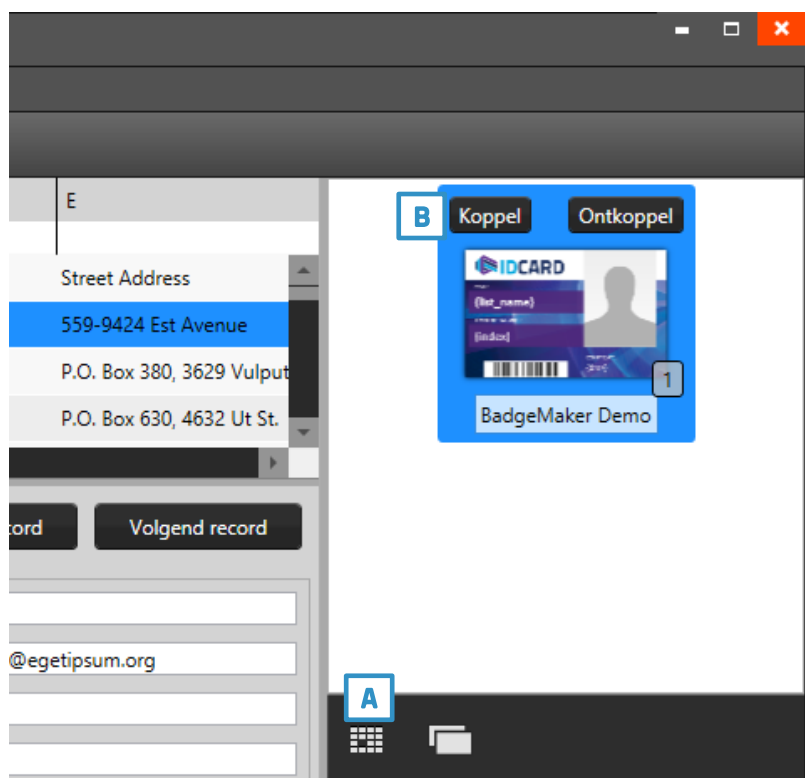 E
B
Koppel
Ontkoppel
Street Address
IDCARD
559-9424 Est Avenue
{list_name}
{index}
P.O. Box 380, 3629 Vulput
1
P.O. Box 630, 4632 Ut St.
BadgeMaker Demo
cord
Volgend record
@egetipsum.org
A